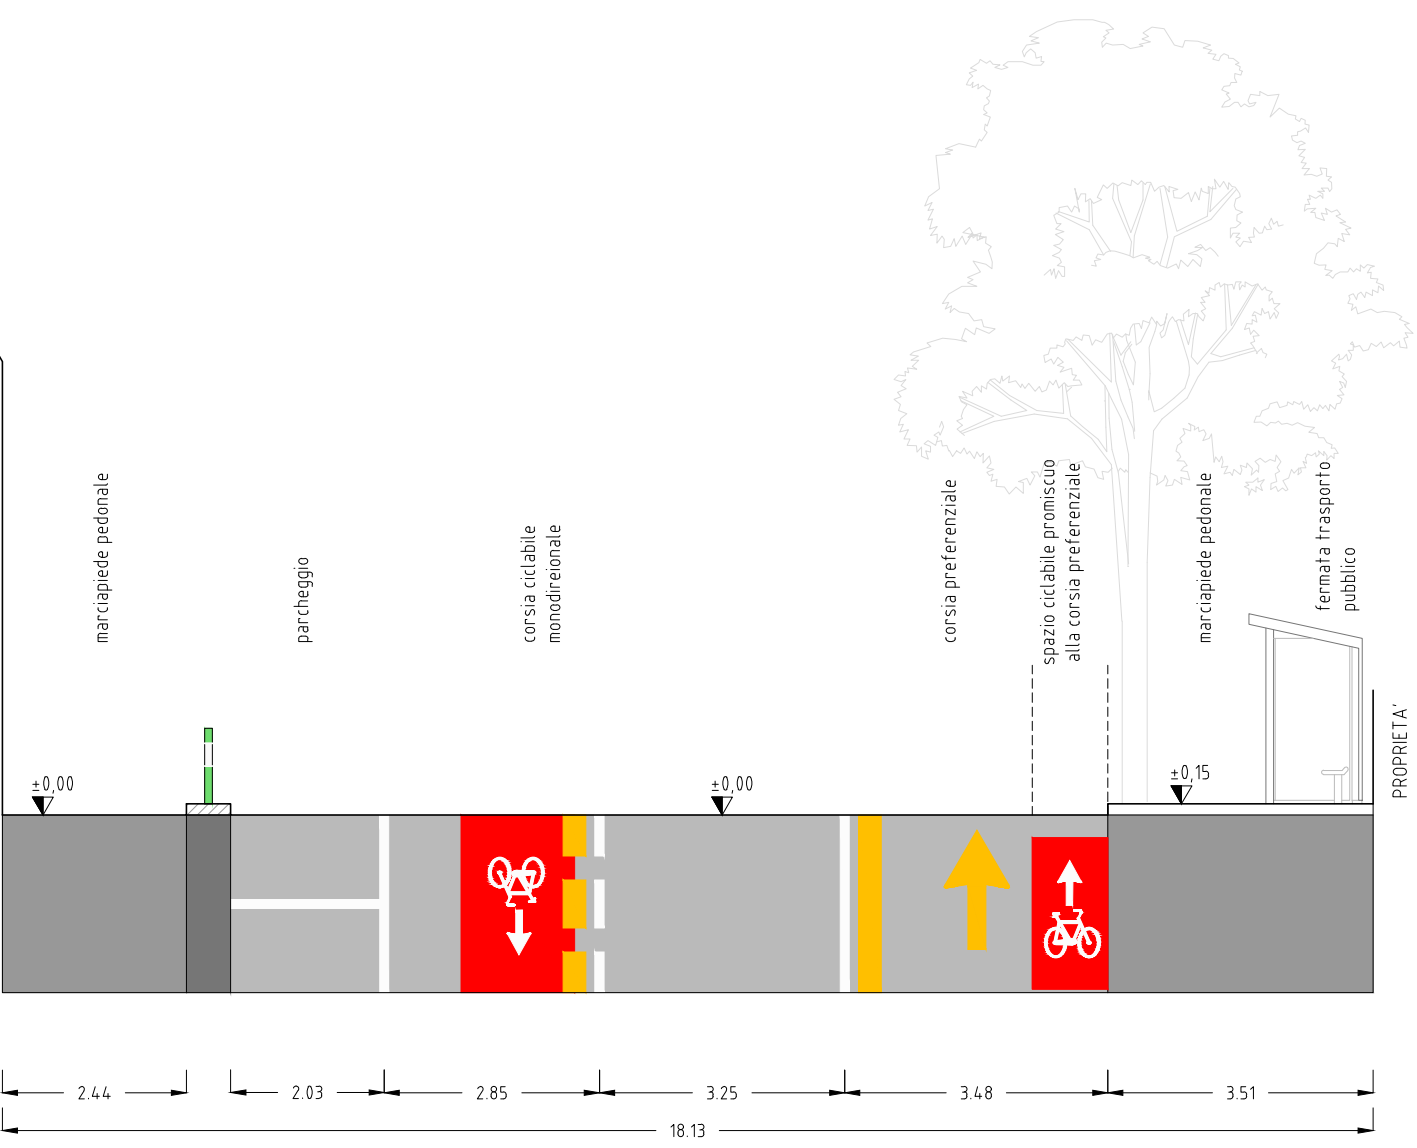 marciapiede pedonale
parcheggio
corsia ciclabile
monodireionale
corsia preferenziale
spazio ciclabile promiscuo
alla corsia preferenziale
marciapiede pedonale
fermata trasporto
pubblico
PROPRIETA'
±0,00
±0,00
±0,15
2.44
2.03
2.85
3.25
3.48
3.51
18.13